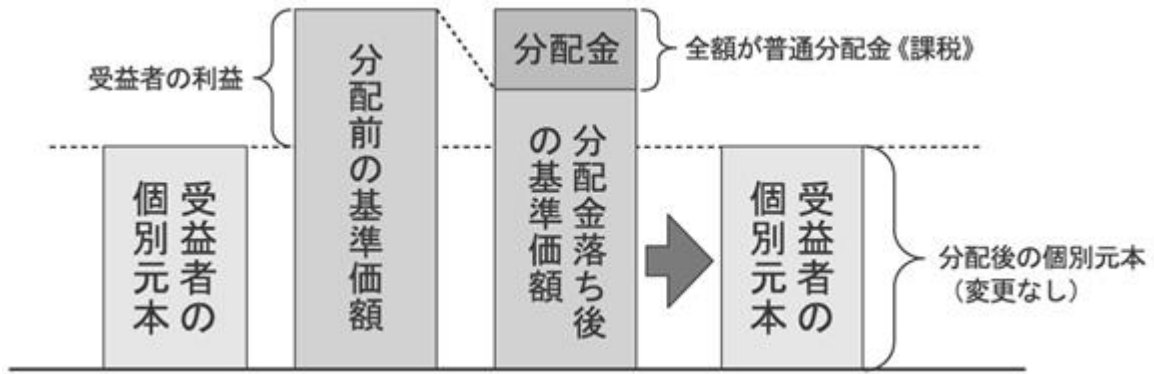 受益者の利益
受益者の
個別元本
分配前の基準価額
分配金
全額が普通分配金《課税》
分配金落ち後
の基準価額
受益者の
個別元本
分配後の個別元本
（変更なし）